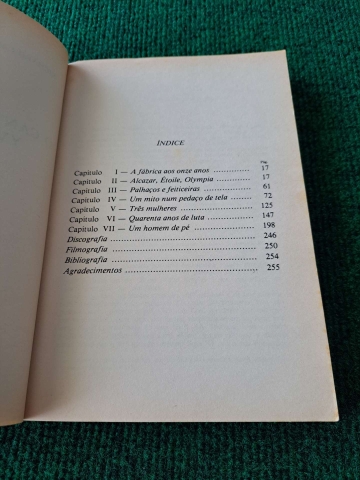 ÍNDICE
Pág.
Capítulo I — A fábrica aos onze anos 17
Capítulo II — Alcazar, Étoile, Olympia 17
Capítulo III — Palhaços e feiticeiras 61
Capítulo IV — Um mito num pedaço de tela 72
Capítulo V — Três mulheres 125
Capítulo VI — Quarenta anos de luta 147
Capítulo VII — Um homem de pé 198
Discografia 246
Filmografia 250
Bibliografia 254
Agradecimentos 255